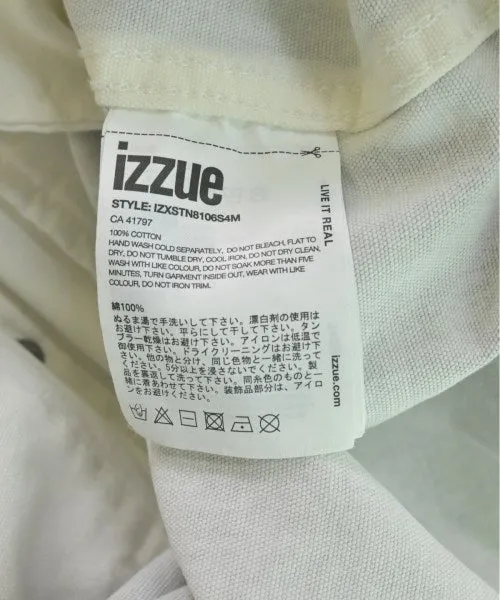 izzue
STYLE: IZXSTN8106S4M
CA 41797
100% COTTON
HAND WASH COLD SEPARATELY, DO NOT BLEACH, FLAT TO
DRY, DO NOT TUMBLE DRY, COOL IRON, DO NOT DRY CLEAN,
WASH WITH LIKE COLOUR, DO NOT SOAK MORE THAN FIVE
MINUTES, TURN GARMENT INSIDE OUT, WEAR WITH LIKE
COLOUR, DO NOT IRON TRIM.
綿100%
ぬるま湯で手洗いして下さい。漂白剤の使用は
お避け下さい。平らにして干して下さい。タン
ブラー乾燥はお避け下さい。アイロンは低温で
御使用下さい。ドライクリーニングはお避け下
さい。他の物と分け、同じ色物と一緒に洗って
下さい。5分以上を浸さないでください。製
品を裏返して洗って下さい。同系色のものと一
緒に着あわせて下さい。装飾品部分は、アイロ
ンをお避けください。
LIVE IT REAL
izzue.com